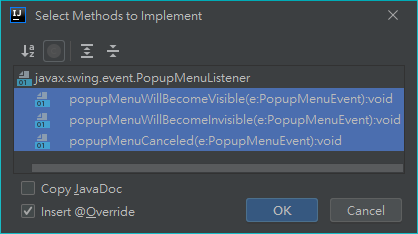 IJ
Select Methods to Implement
javax.swing.event.PopupMenuListener
popupMenuWillBecomeVisible(e:PopupMenuEvent):void
popupMenuWillBecomeInvisible(e:PopupMenuEvent):void
popupMenuCanceled(e:PopupMenuEvent):void
Copy JavaDoc
Insert @Override
OK
Cancel